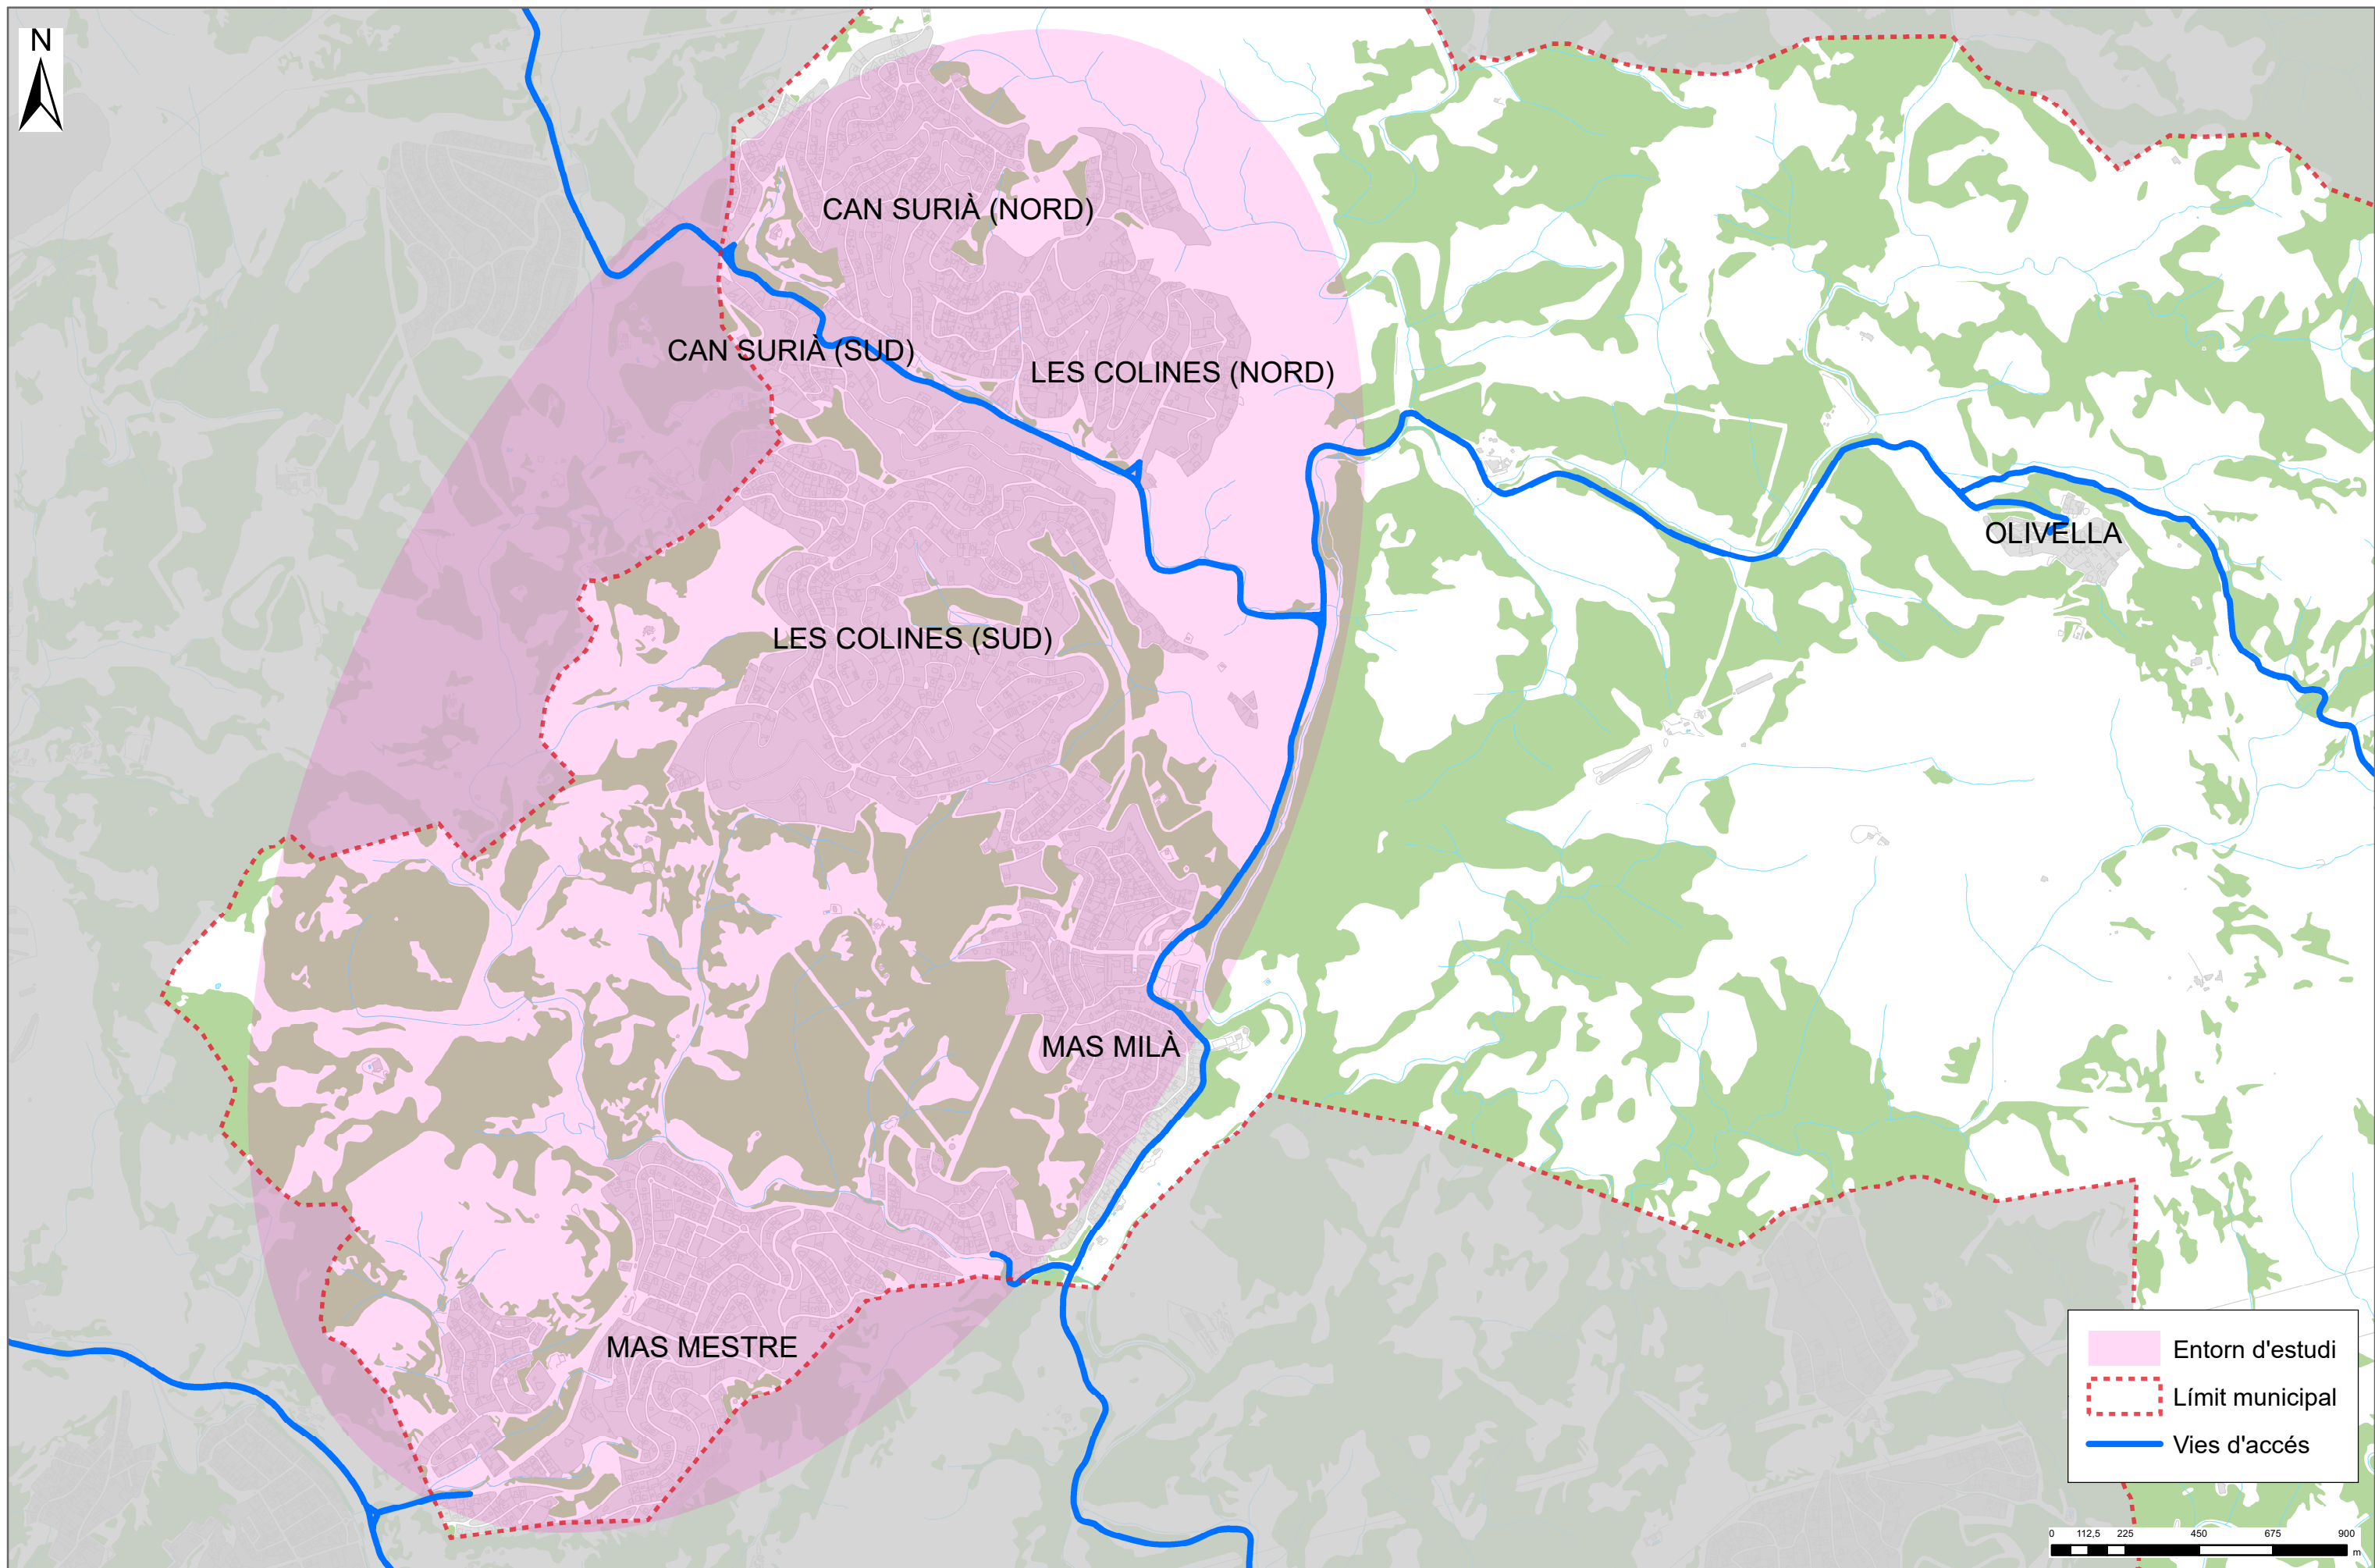 N
CAN SURIÀ (NORD)
CAN SURIÀ (SUD)
LES COLINES (NORD)
OLIVELLA
LES COLINES (SUD)
MAS MILÀ
MAS MESTRE
Entorn d'estudi
Límit municipal
Vies d'accés
0 112,5 225 450 675 900
m